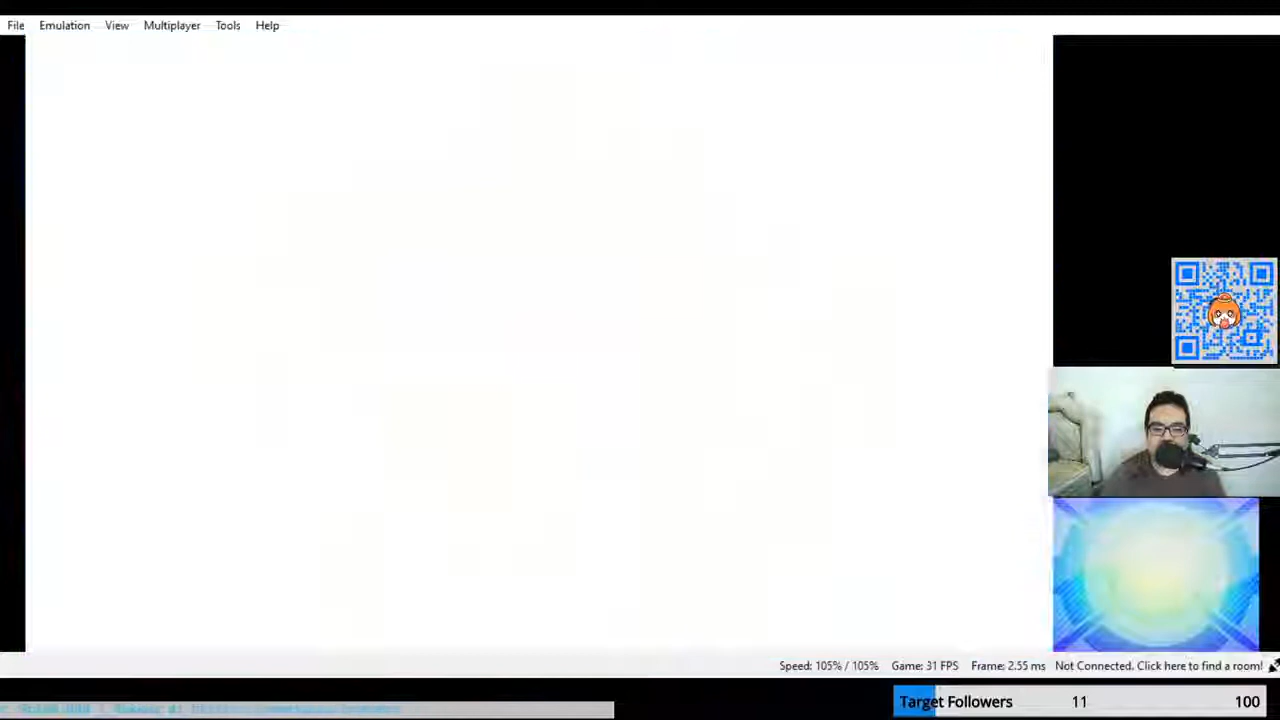 File Emulation View Multiplayer Tools Help
Speed: 105% / 105% Game: 31 FPS Frame: 2.55 ms Not Connected. Click here to find a room!
Target Followers 11 100